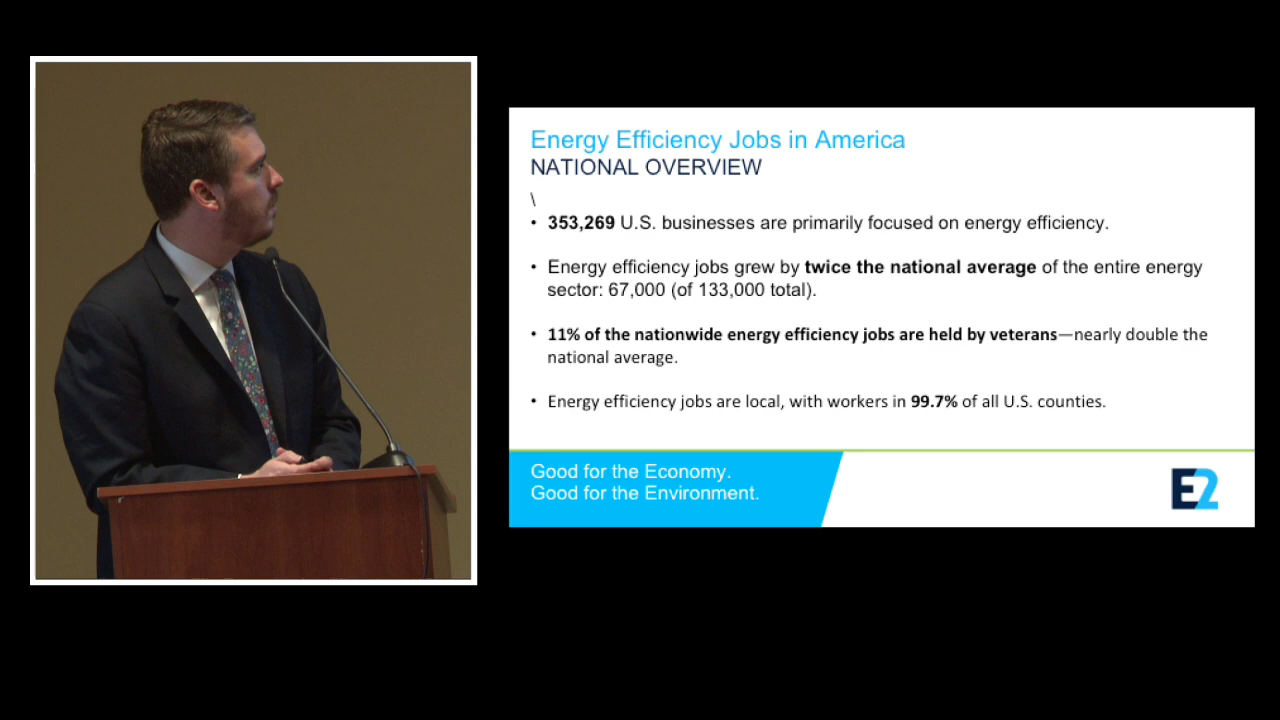 Energy Efficiency Jobs in America
NATIONAL OVERVIEW
\
• 353,269 U.S. businesses are primarily focused on energy efficiency.
• Energy efficiency jobs grew by twice the national average of the entire energy
sector: 67,000 (of 133,000 total).
• 11% of the nationwide energy efficiency jobs are held by veterans—nearly double the
national average.
• Energy efficiency jobs are local, with workers in 99.7% of all U.S. counties.
Good for the Economy.
Good for the Environment.
E2